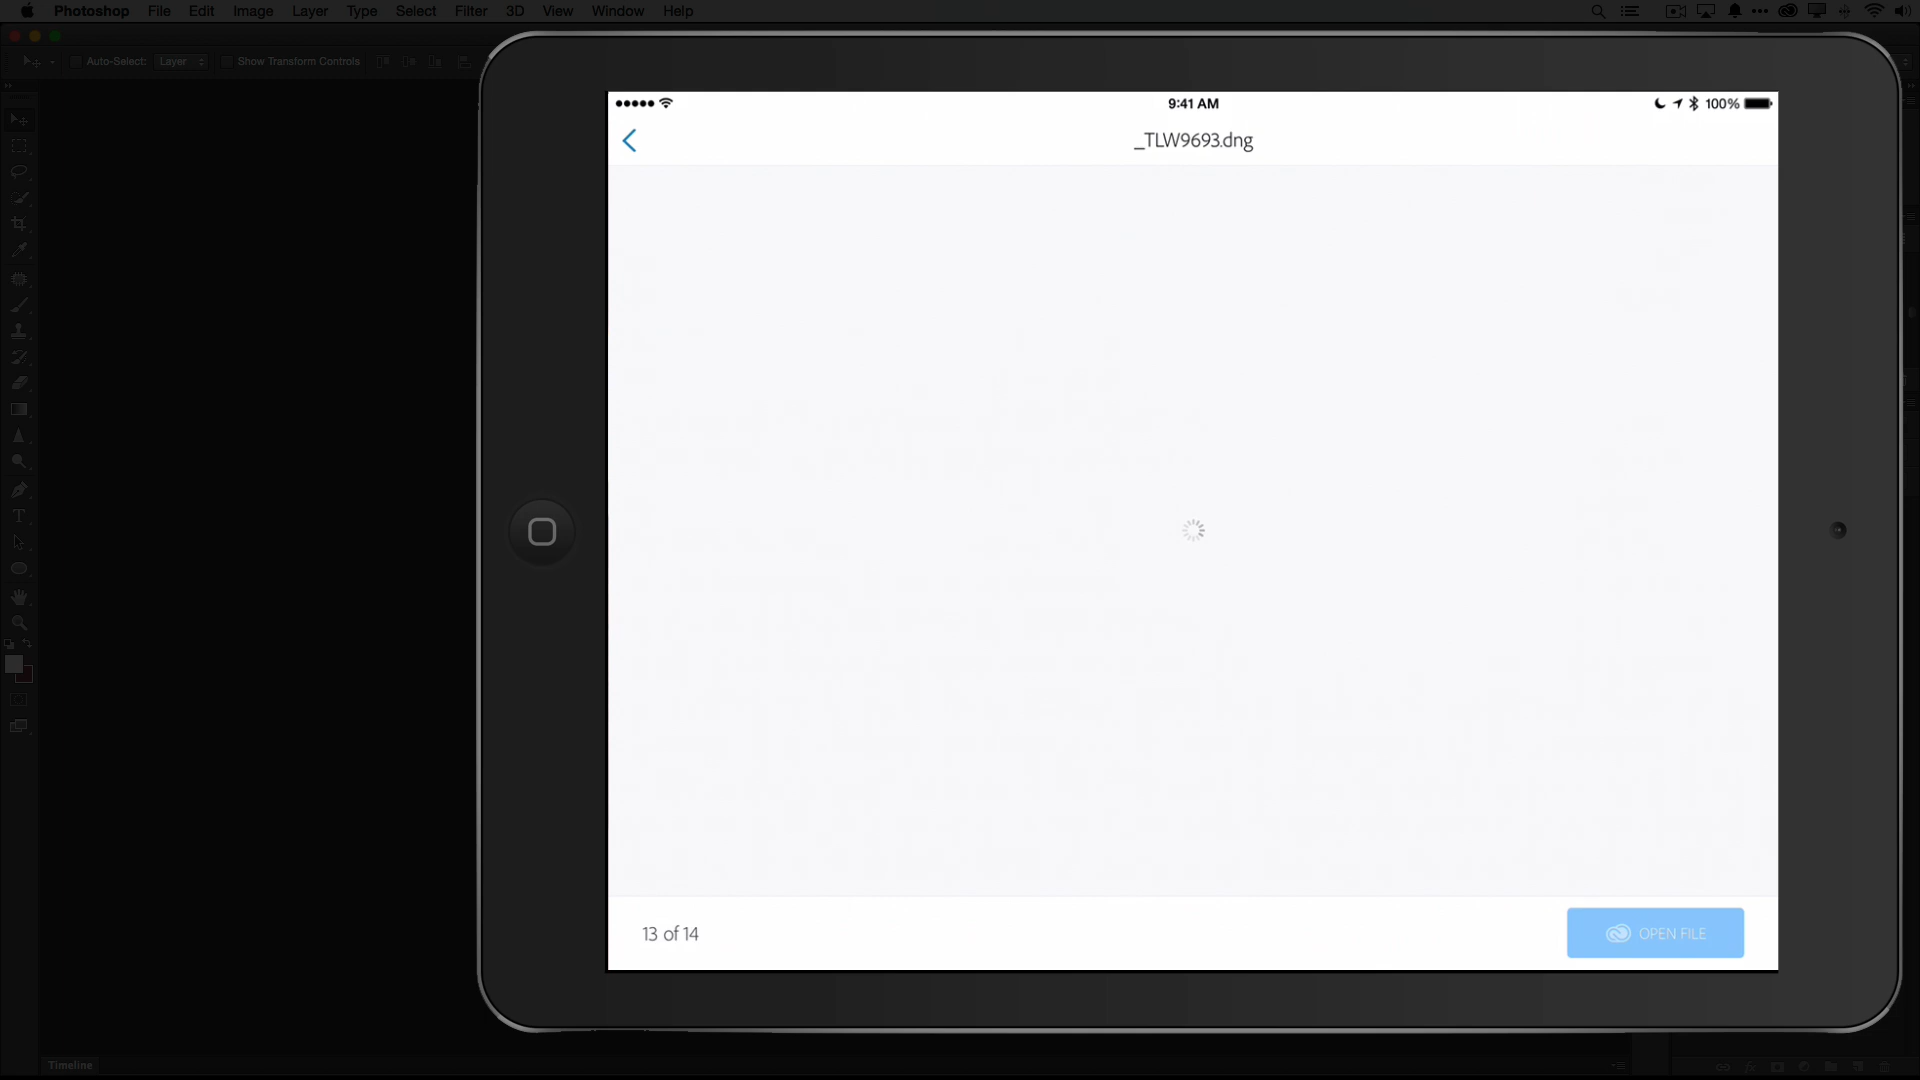 Photoshop File Edit Image Layer Type Select Filter 3D View Window Help
Auto-Select: Layer Show Transform Controls
9:41 AM
100%
_TLW9693.dng
T
13 of 14
OPEN FILE
Timeline
fx